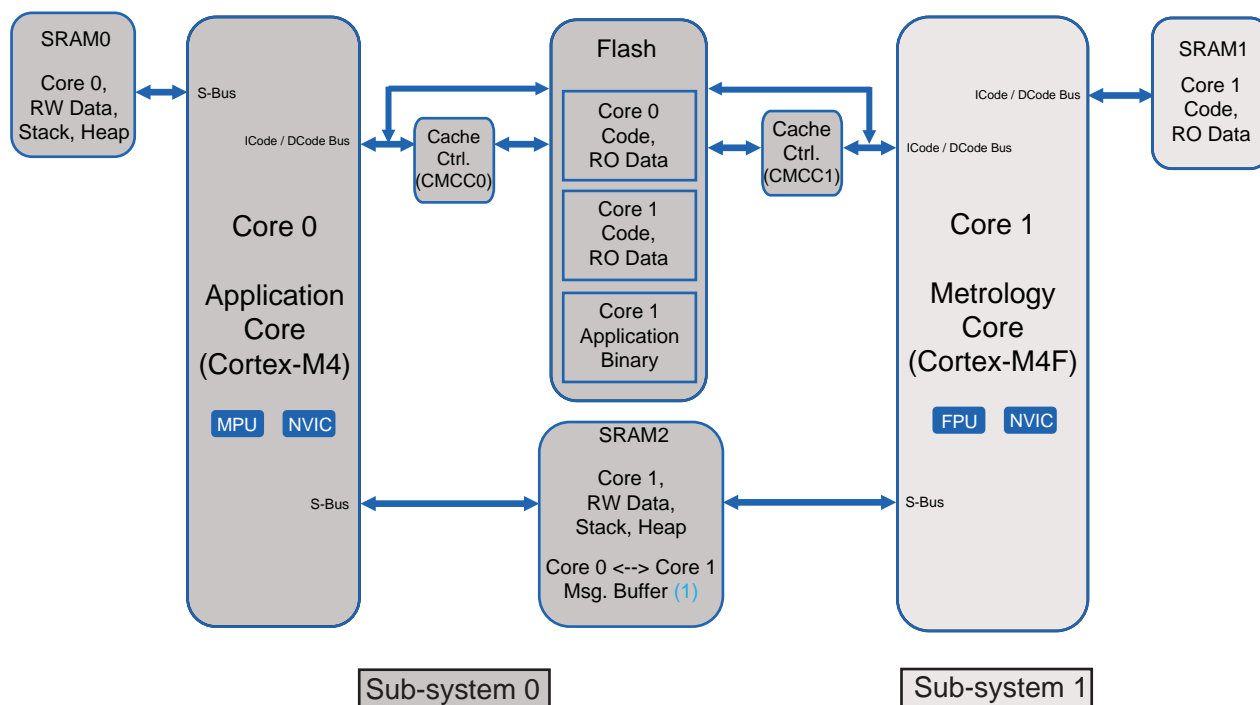 SRAM0
Core 0,
RW Data,
Stack, Heap
S-Bus
ICode / DCode Bus
Core 0
Application
Core
(Cortex-M4)
MPU
NVIC
S-Bus
Cache
Ctrl.
(CMCC0)
Flash
Core 0
Code,
RO Data
Core 1
Code,
RO Data
Core 1
Application
Binary
SRAM2
Core 1,
RW Data,
Stack, Heap
Core 0 <--> Core 1
Msg. Buffer (1)
Cache
Ctrl.
(CMCC1)
ICode / DCode Bus
ICode / DCode Bus
Core 1
Metrology
Core
(Cortex-M4F)
FPU
NVIC
S-Bus
SRAM1
Core 1
Code,
RO Data
Sub-system 0
Sub-system 1